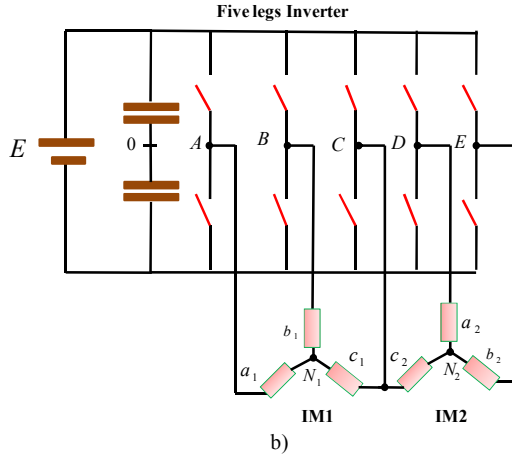 Five legs Inverter
E
0
A B C D E
b1
a2
a1
c1
c2
b2
N1
N2
IM1 IM2
b)